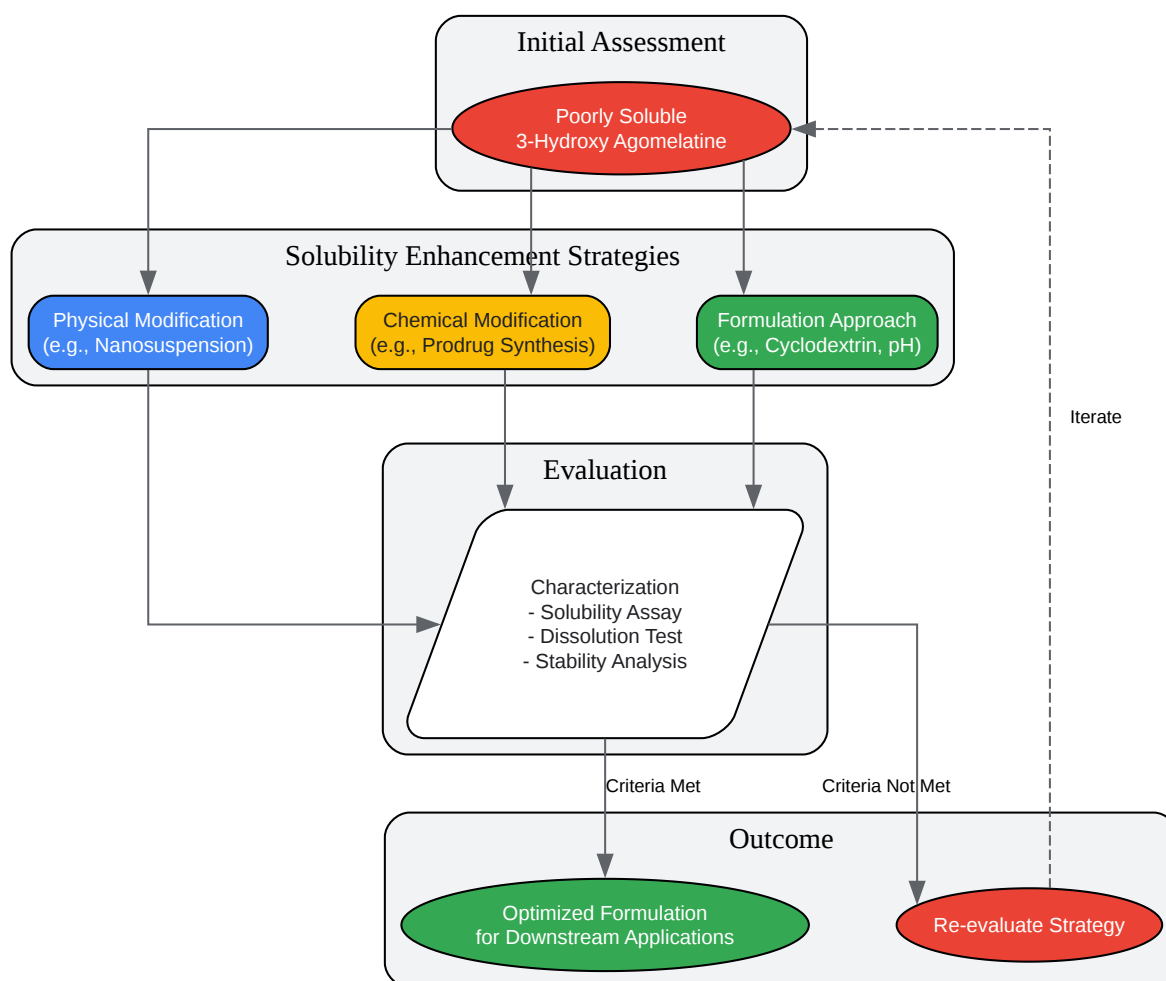 Initial Assessment
Poorly Soluble
3-Hydroxy Agomelatine
Solubility Enhancement Strategies
Physical Modification
(e.g., Nanosuspension)
Chemical Modification
(e.g., Prodrug Synthesis)
Formulation Approach
(e.g., Cyclodextrin, pH)
Iterate
Evaluation
Characterization
- Solubility Assay
- Dissolution Test
- Stability Analysis
Criteria Met
Criteria Not Met
Outcome
Optimized Formulation
for Downstream Applications
Re-evaluate Strategy